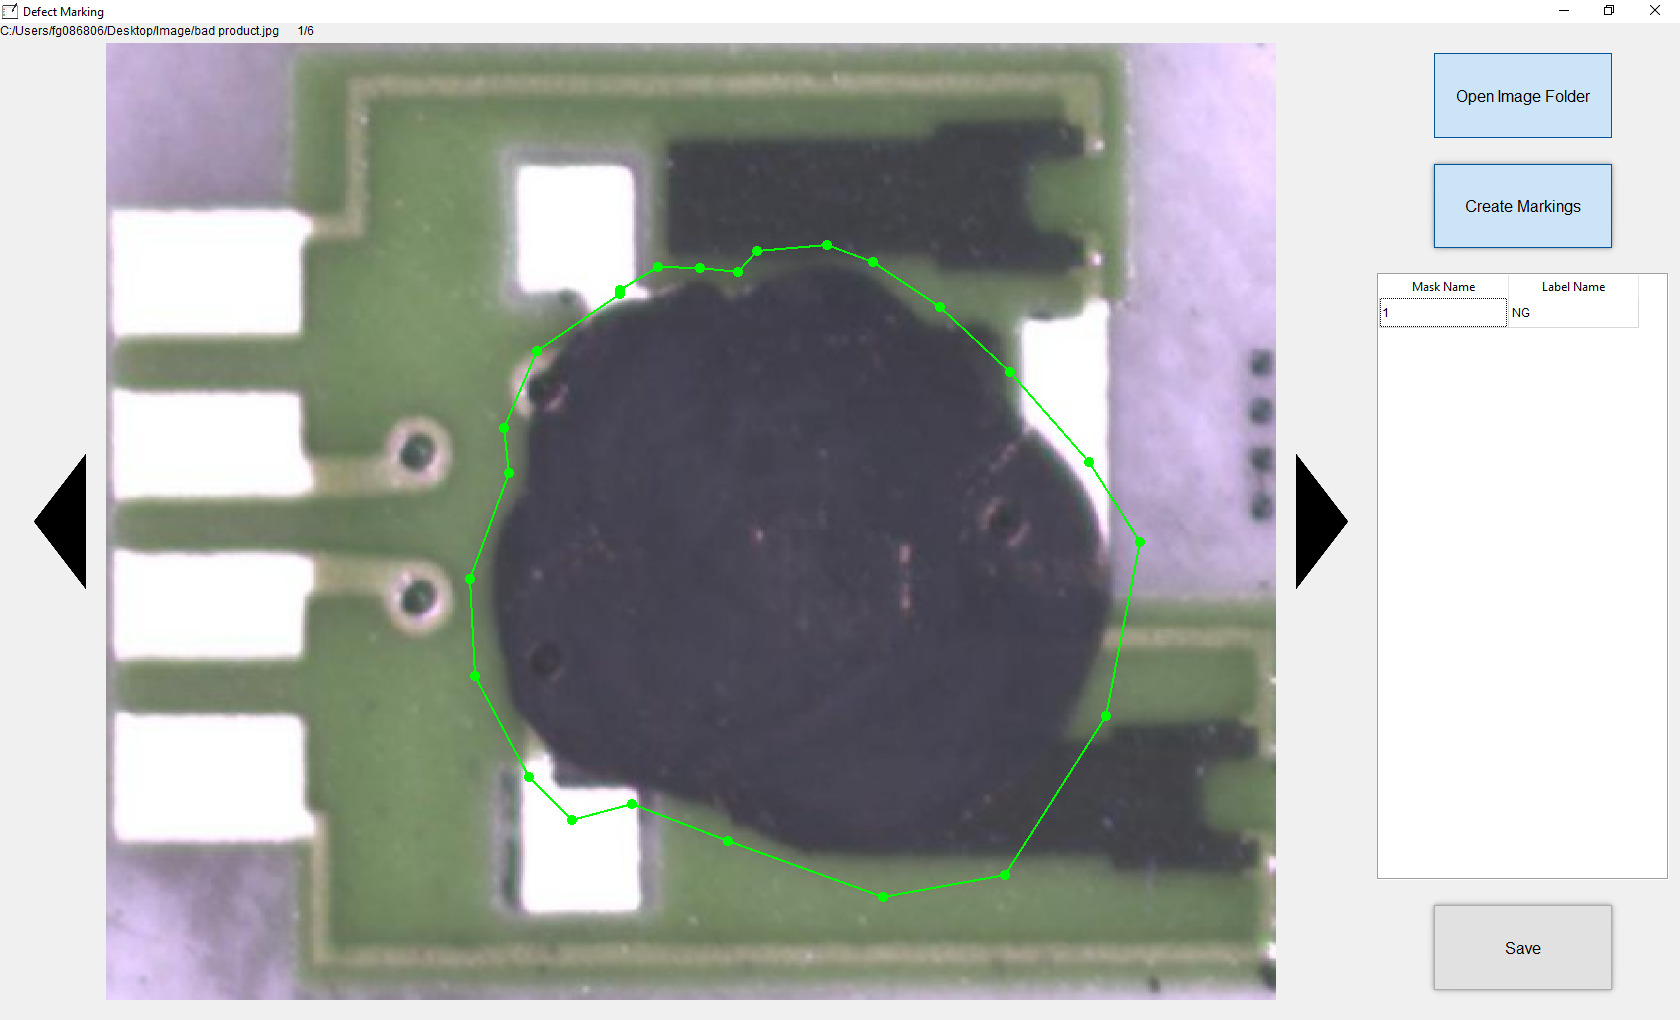 Defect Marking
C:/Users/fg086806/Desktop/Image/bad product.jpg 1/6
Open Image Folder
Create Markings
Mask Name Label Name
1 NG
Save